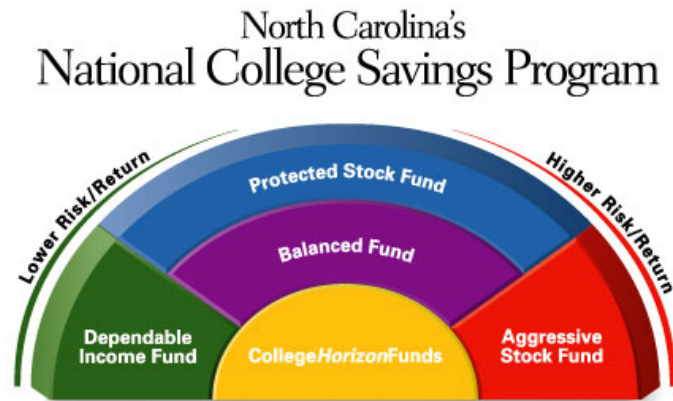 North Carolina's
National College Savings Program
Lower Risk/Return
Higher Risk/Return
Protected Stock Fund
Balanced Fund
Dependable
Income Fund
CollegeHorizonFunds
Aggressive
Stock Fund